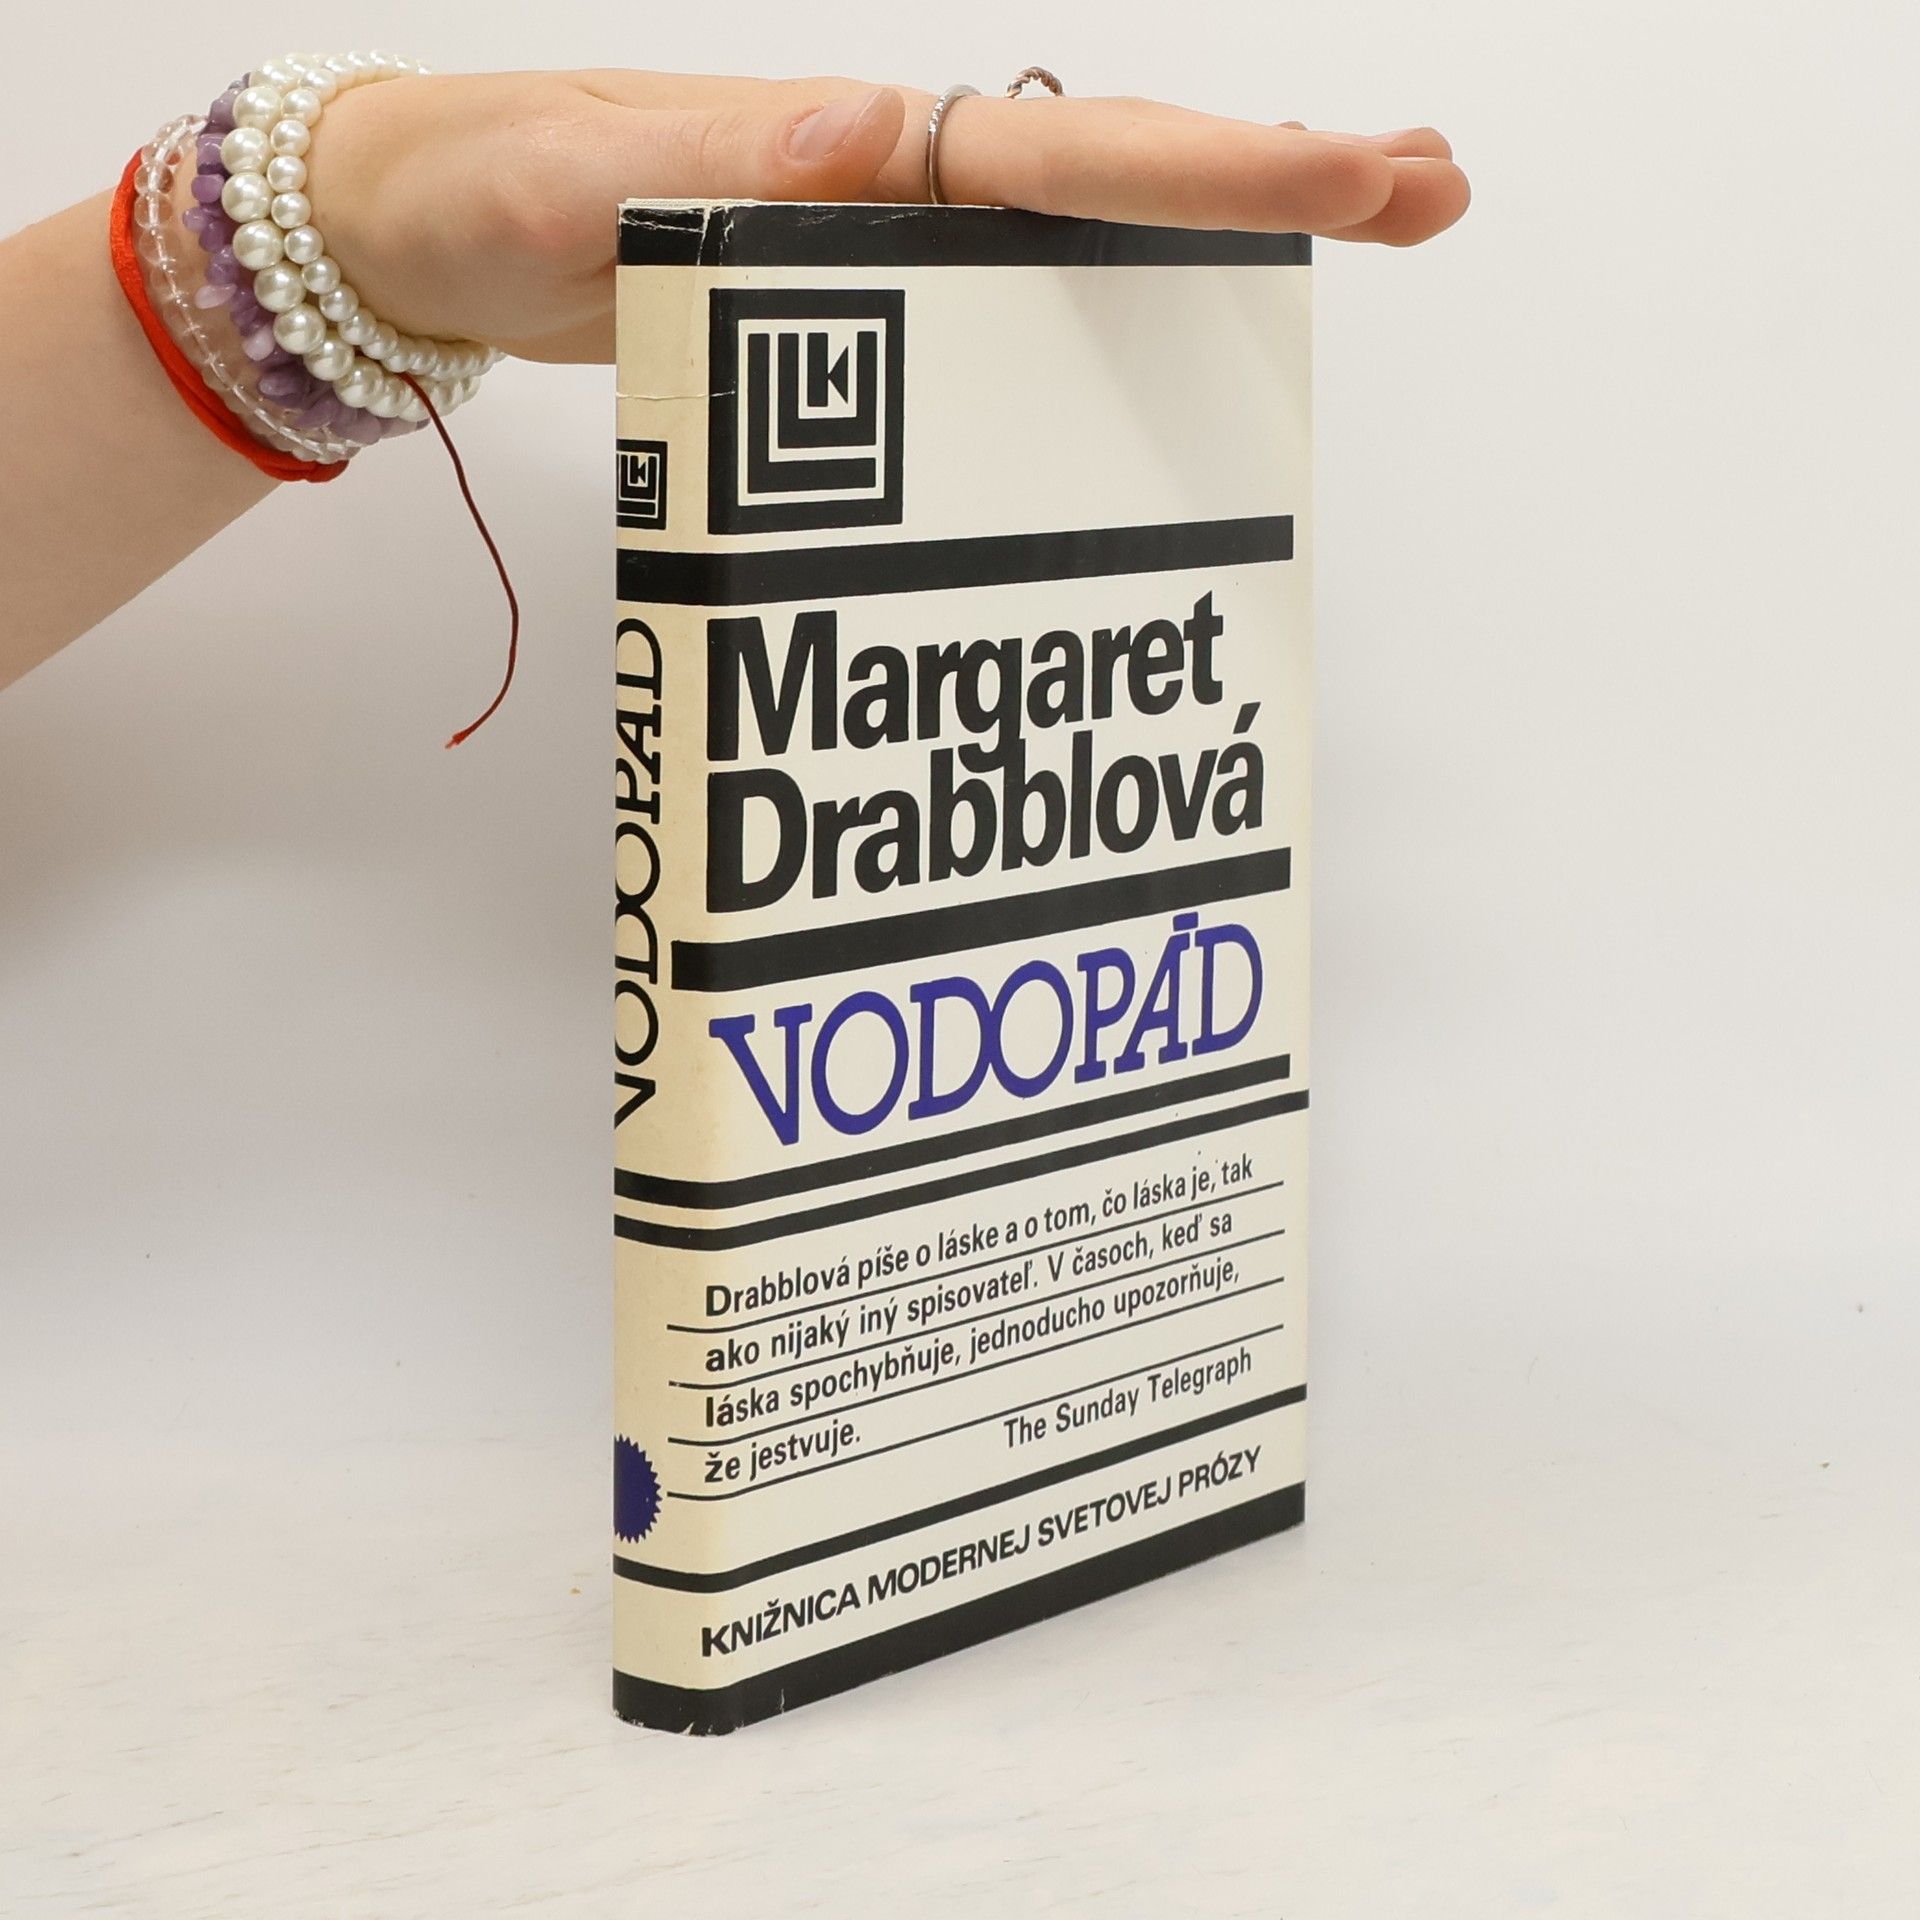 Margaret
Drabblová
VODOPÁD
Drabblová píše o láske a o tom, čo láska je, tak
ako nijaký iný spisovateľ. V časoch, keď sa
láska spochybňuje, jednoducho upozorňuje,
že jestvuje.
The Sunday Telegraph
KNIŽNICA MODERNEJ SVETOVEJ PRÓZY
VODOPÁD